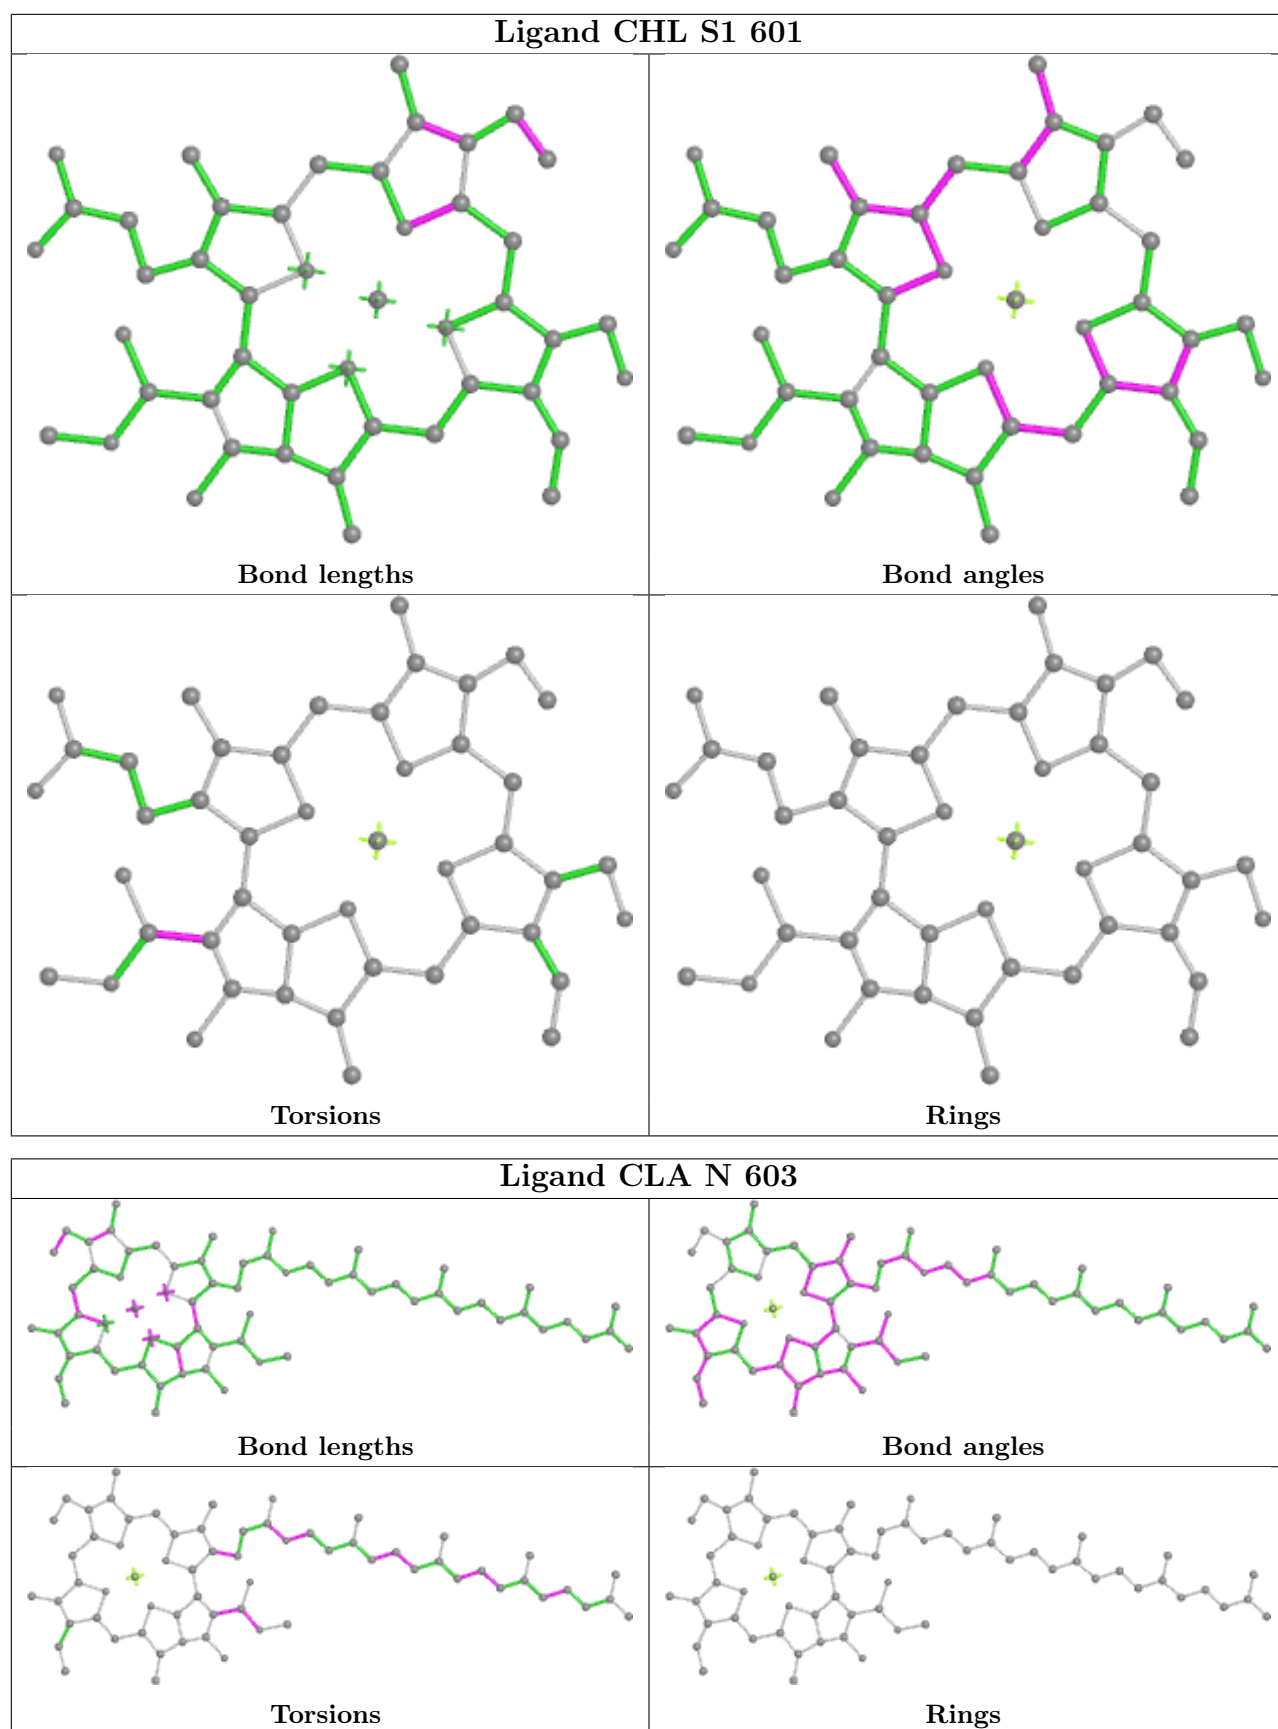 Ligand CHL S1 601
Bond lengths
Bond angles
Torsions
Rings
Ligand CLA N 603
Bond lengths
Bond angles
Torsions
Rings